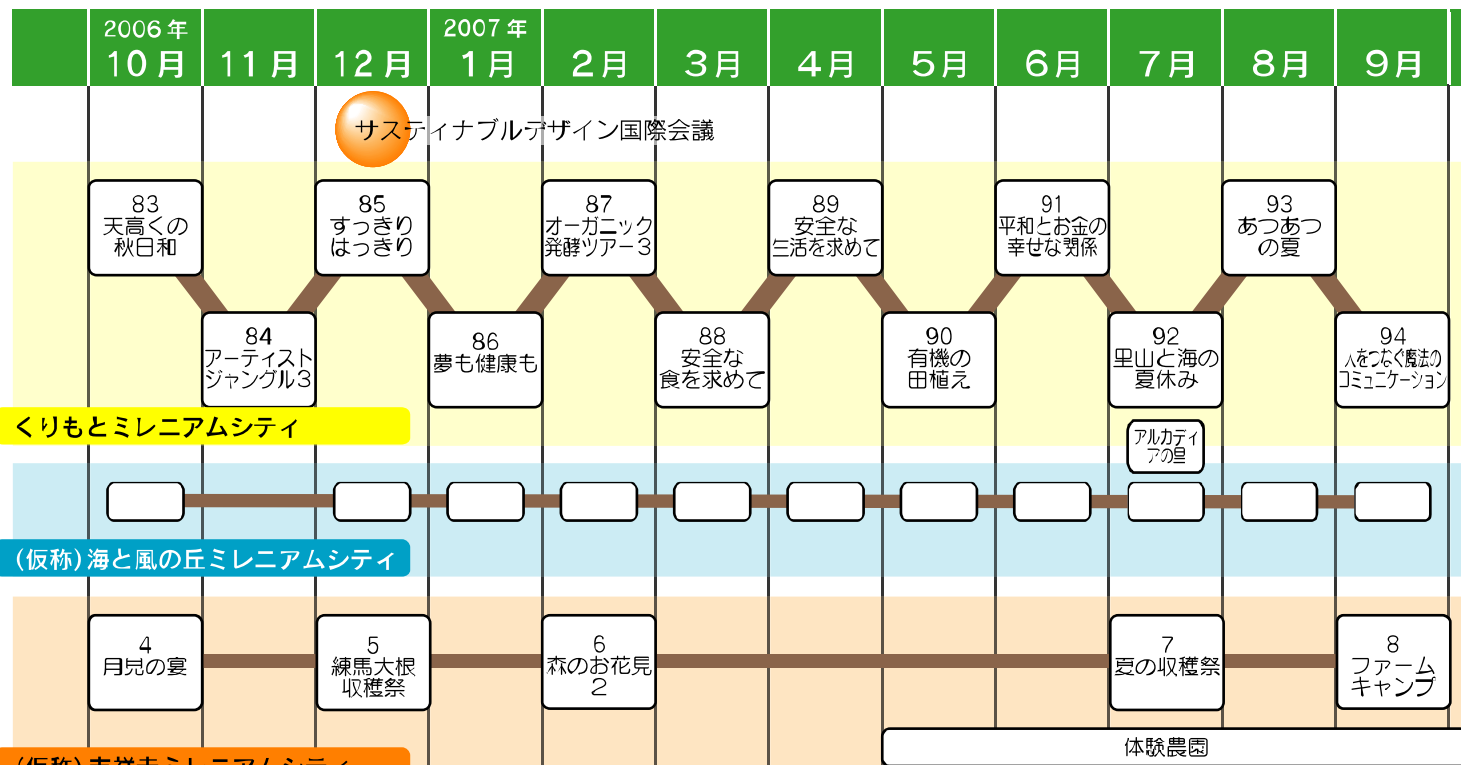 2006年
10月
11月
12月
2007年
1月
2月
3月
4月
5月
6月
7月
8月
9月
サスティナブルデザイン国際会議
83
天高くの
秋日和
85
すっきり
はっきり
87
オーガニック
発酵ツアー3
89
安全な
生活を求めて
91
平和とお金の
幸せな関係
93
あつあつ
の夏
84
アーティスト
ジャングル3
86
夢も健康も
88
安全な
食を求めて
90
有機の
田植え
92
里山と海の
夏休み
94
人をつなぐ魔法の
コミュニケーション
くりもとミレニアムシティ
アルカディ
アの里
(仮称)海と風の丘ミレニアムシティ
4
月見の宴
5
練馬大根
収穫祭
6
森のお花見
2
7
夏の収穫祭
8
ファーム
キャンプ
体験農園
(仮称)吉祥寺ミレニアムシティ